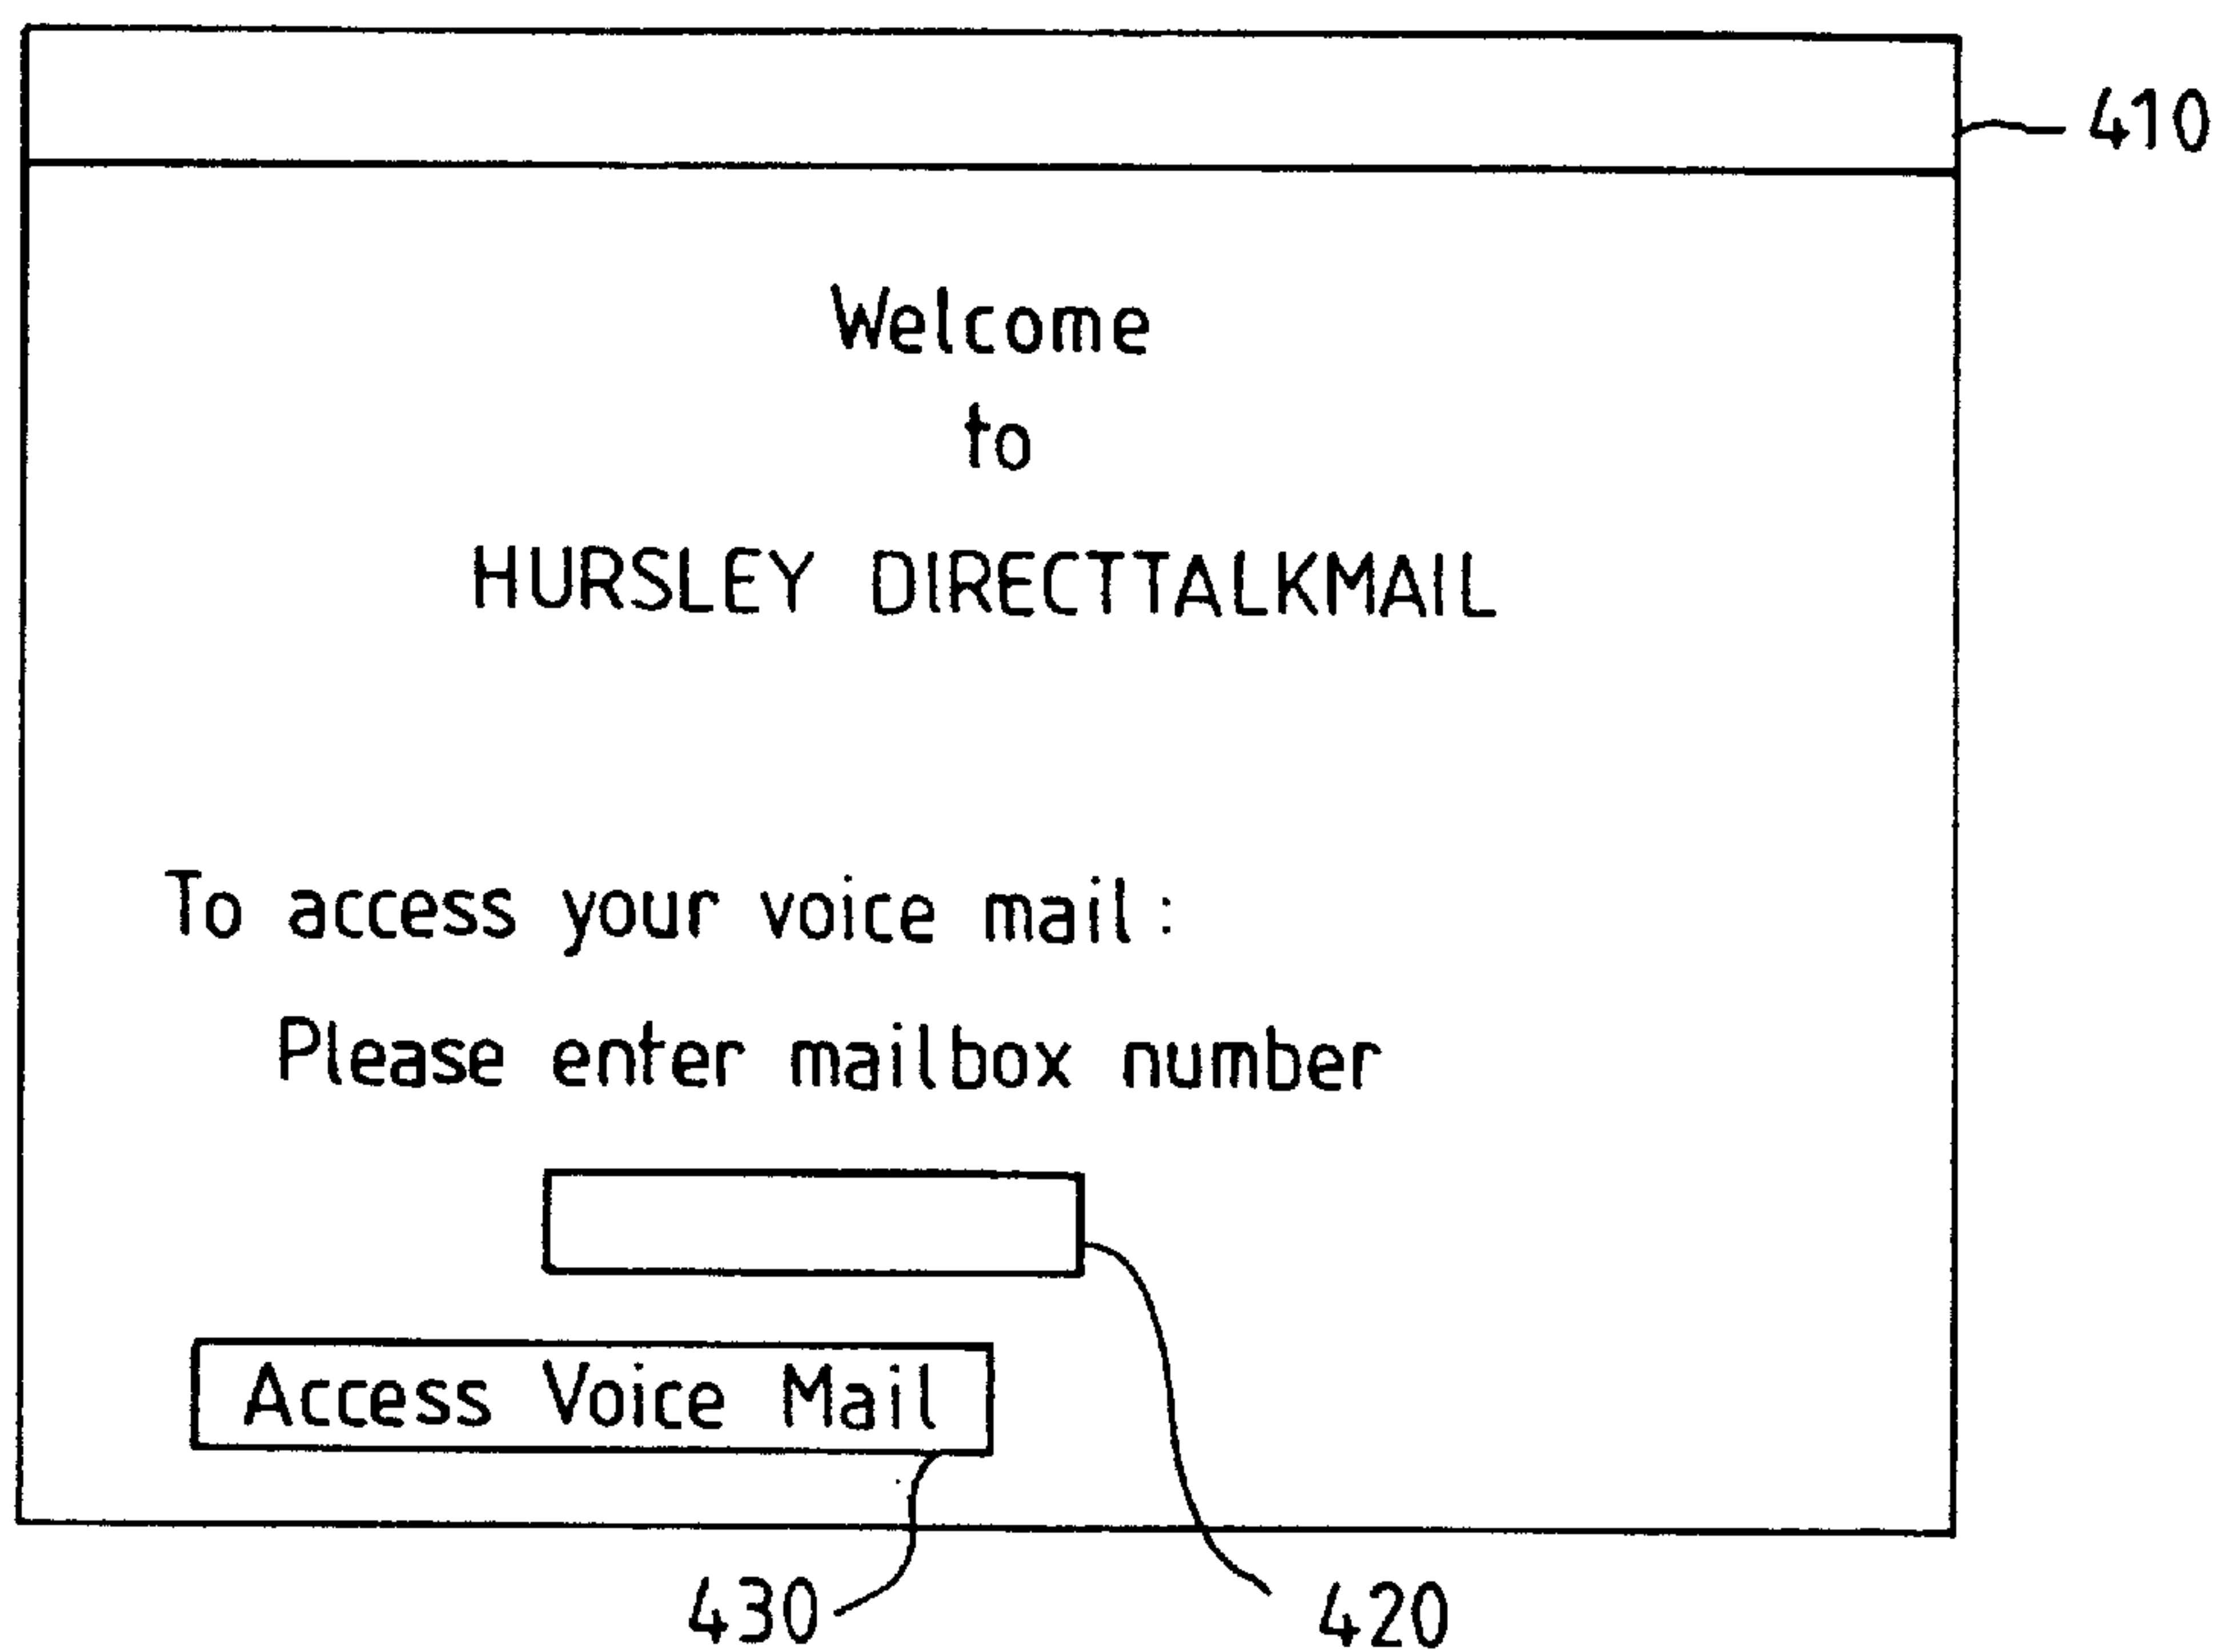 410
Welcome
to
HURSLEY DIRECTTALKMAIL
To access your voice mail:
Please enter mailbox number
Access Voice Mail
430
420